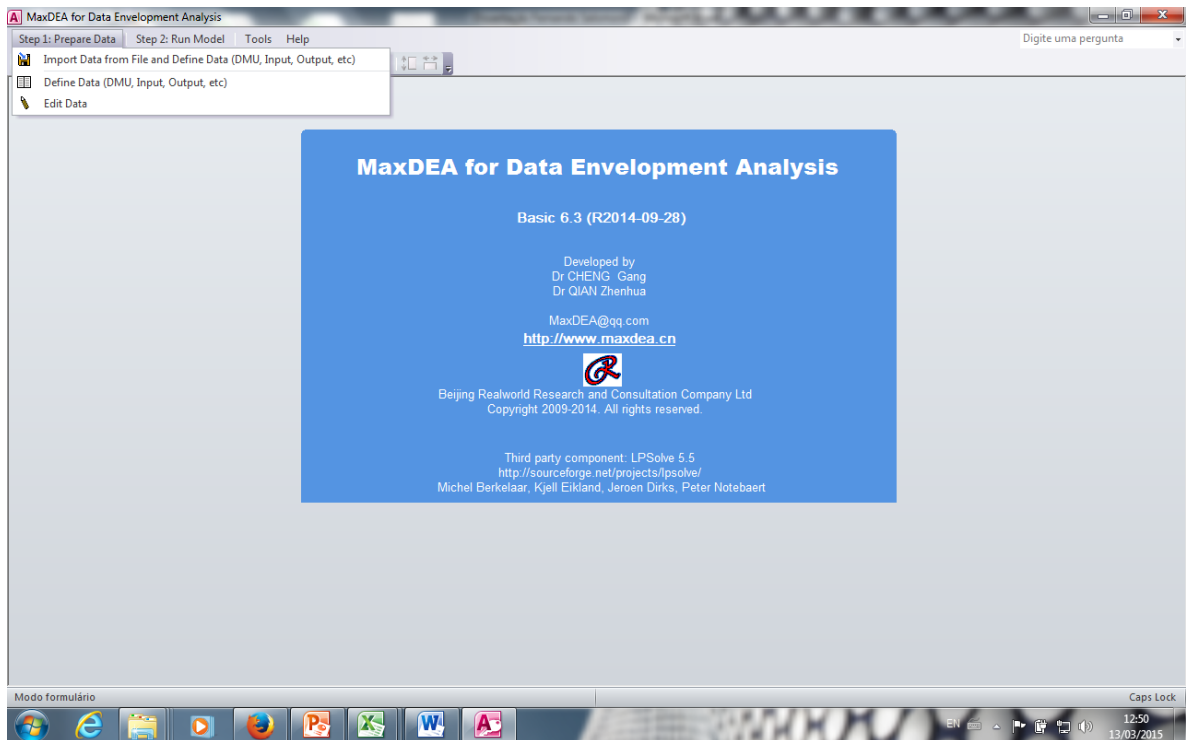 MaxDEA for Data Envelopment Analysis
Step 1: Prepare Data Step 2: Run Model Tools Help Digite uma pergunta
Import Data from File and Define Data (DMU, Input, Output, etc)
Define Data (DMU, Input, Output, etc)
Edit Data
MaxDEA for Data Envelopment Analysis
Basic 6.3 (R2014-09-28)
Developed by
Dr CHENG Gang
Dr QIAN Zhenhua
MaxDEA@qq.com
http://www.maxdea.cn
Beijing Realworld Research and Consultation Company Ltd
Copyright 2009-2014. All rights reserved.
Third party component: LPSolve 5.5
http://sourceforge.net/projects/lpsolve/
Michel Berkelaar, Kjell Eikland, Jeroen Dirks, Peter Notebaert
Modo formulário Caps Lock
EN 12:50
13/03/2015